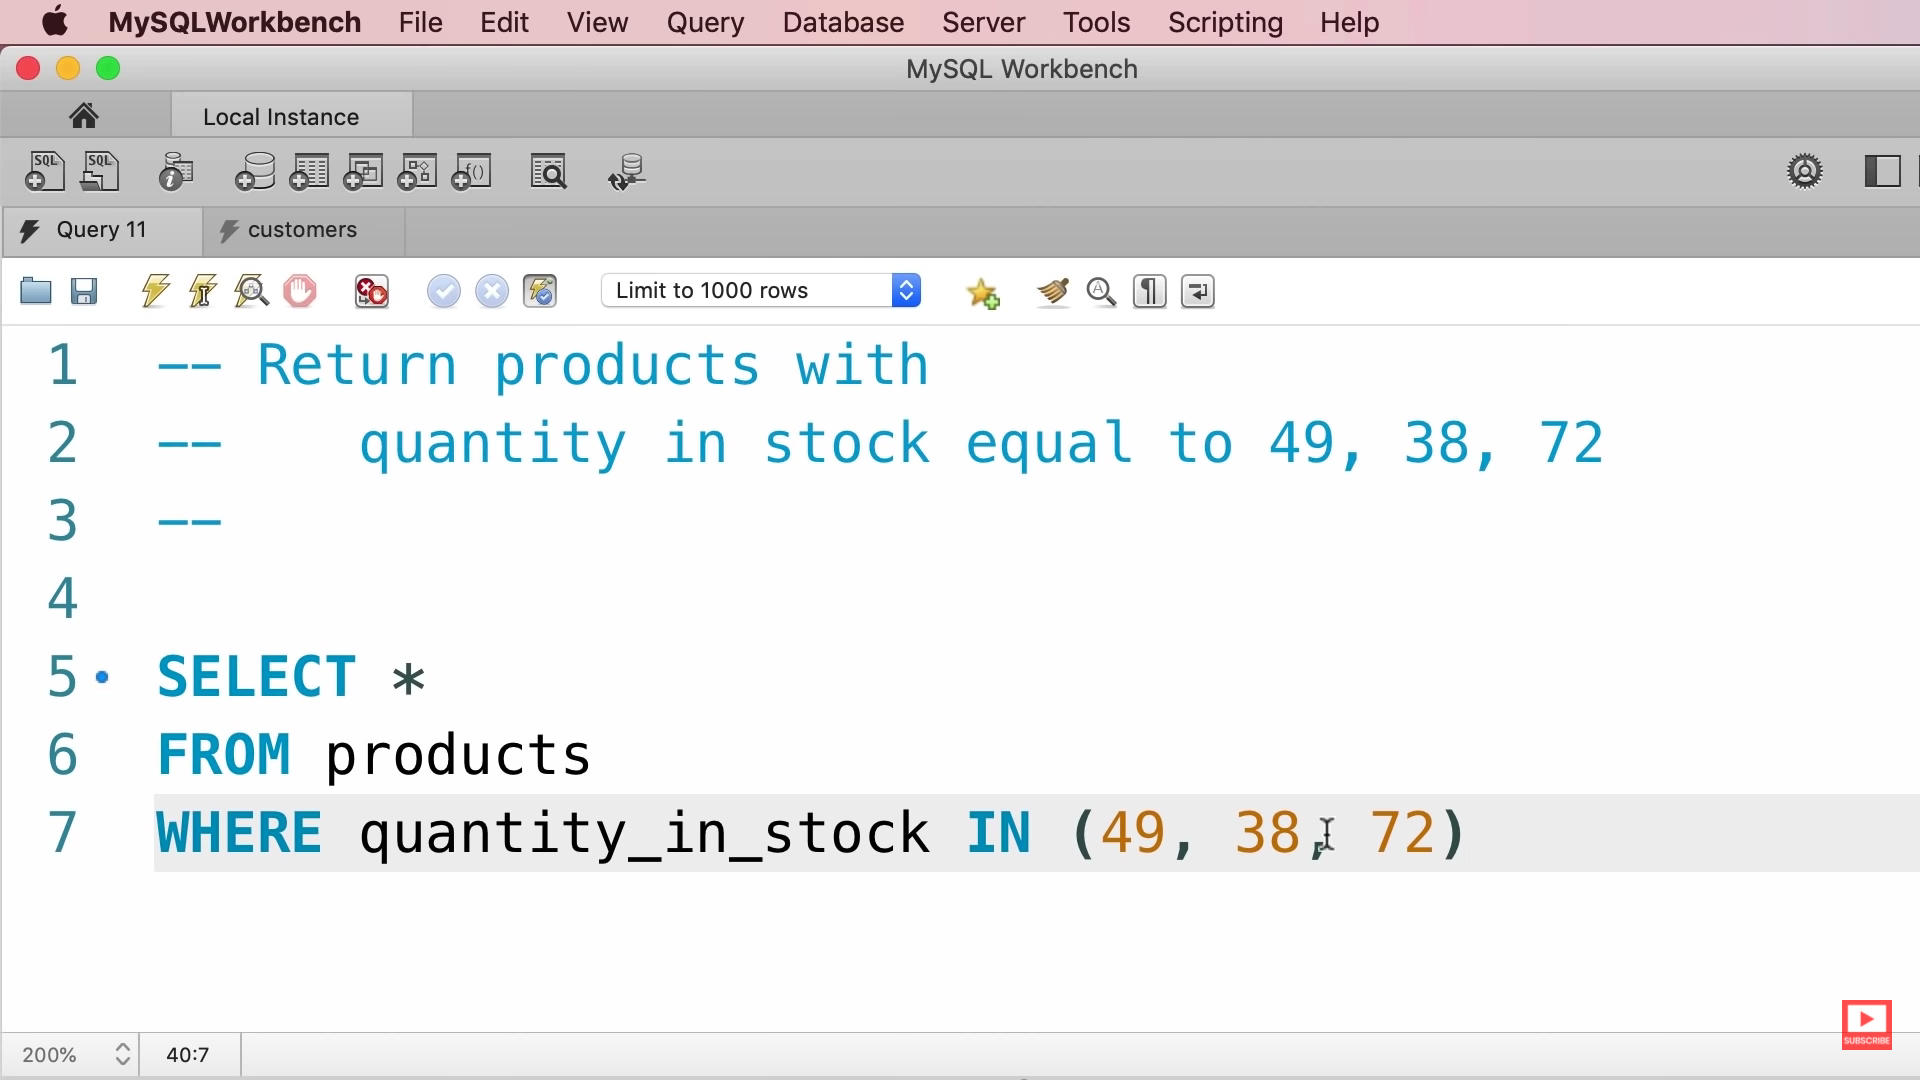 MySQLWorkbench File Edit View Query Database Server Tools Scripting Help
MySQL Workbench
Local Instance
SQL SQL f()
Query 11 customers
Limit to 1000 rows
1 -- Return products with
2 --    quantity in stock equal to 49, 38, 72
3 --
4
5 SELECT *
6 FROM products
7 WHERE quantity_in_stock IN (49, 38, 72)
SUBSCRIBE
200% 40:7